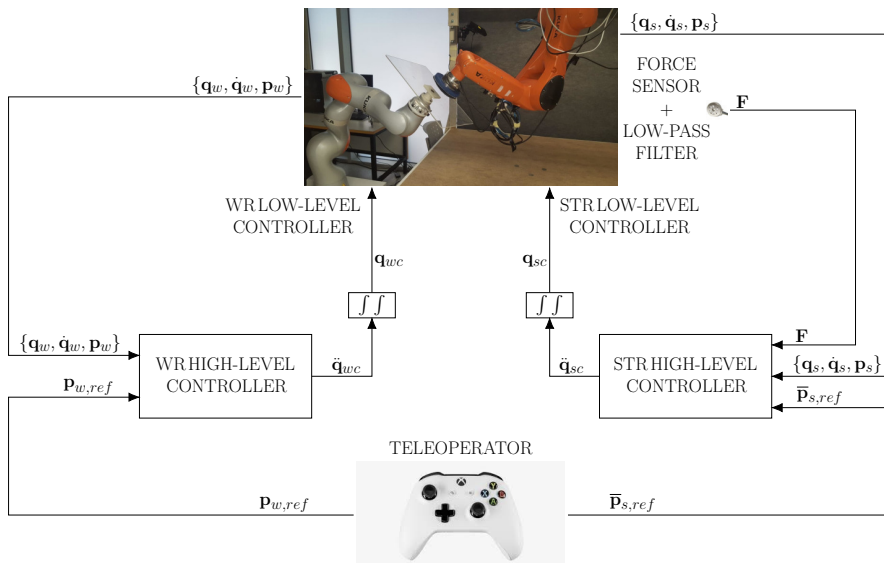 {q_s, q̇_s, p_s}
{q_w, q̇_w, p_w}
FORCE
SENSOR
+
LOW-PASS
FILTER
F
WR LOW-LEVEL
CONTROLLER
STR LOW-LEVEL
CONTROLLER
q_wc
q_sc
∫ ∫
∫ ∫
{q_w, q̇_w, p_w}
WR HIGH-LEVEL
CONTROLLER
q̈_wc
p_w,ref
q̈_sc
STR HIGH-LEVEL
CONTROLLER
F
{q_s, q̇_s, p_s}
p̅_s,ref
TELEOPERATOR
p_w,ref
p̅_s,ref
Y
X
B
A